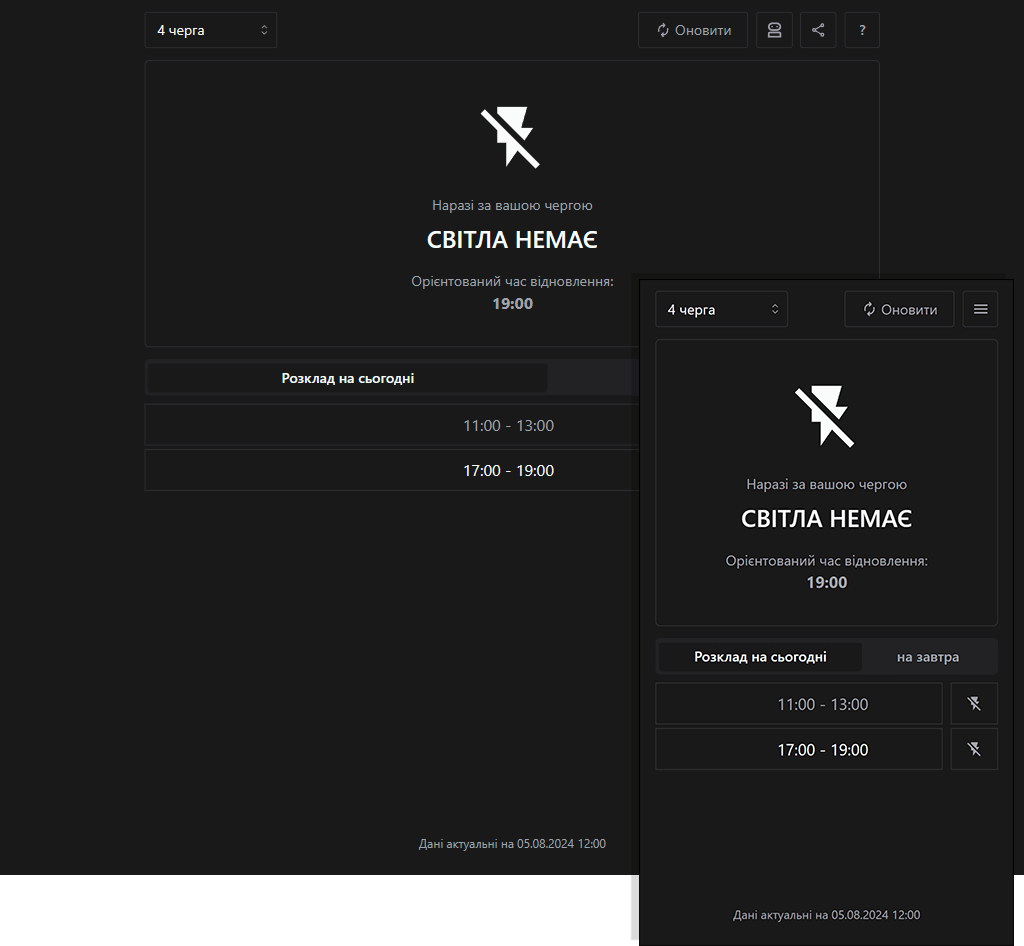 4 черга
Оновити
?
Наразі за вашою чергою
СВІТЛА НЕМАЄ
Орієнтований час відновлення:
19:00
Розклад на сьогодні
11:00 - 13:00
17:00 - 19:00
Дані актуальні на 05.08.2024 12:00
4 черга
Оновити
Наразі за вашою чергою
СВІТЛА НЕМАЄ
Орієнтований час відновлення:
19:00
Розклад на сьогодні
на завтра
11:00 - 13:00
17:00 - 19:00
Дані актуальні на 05.08.2024 12:00